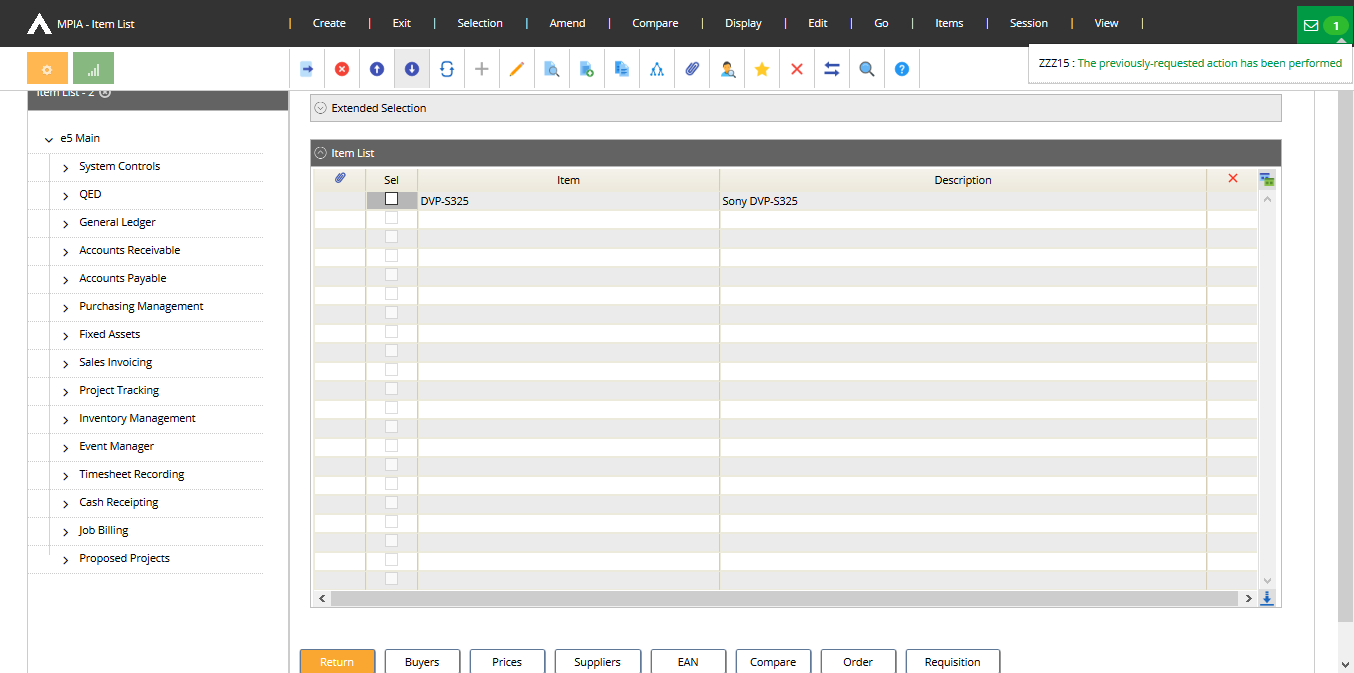 MPIA - Item List
| Create | Exit | Selection | Amend | Compare | Display | Edit | Go | Items | Session | View |
1
ZZZ15 : The previously-requested action has been performed
Item List - 2
e5 Main
System Controls
QED
General Ledger
Accounts Receivable
Accounts Payable
Purchasing Management
Fixed Assets
Sales Invoicing
Project Tracking
Inventory Management
Event Manager
Timesheet Recording
Cash Receipting
Job Billing
Proposed Projects
Extended Selection
Item List
Sel Item Description
DVP-S325 Sony DVP-S325
Return Buyers Prices Suppliers EAN Compare Order Requisition